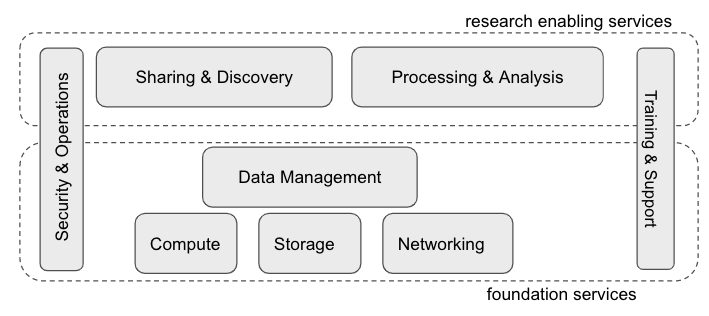 research enabling services
Sharing & Discovery
Processing & Analysis
Security & Operations
Training & Support
Data Management
Compute
Storage
Networking
foundation services